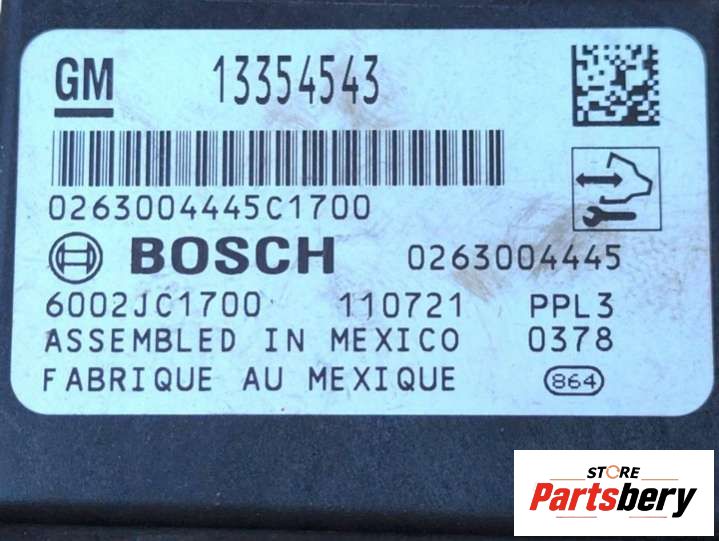 GM 13354543
0263004445C1700
BOSCH 0263004445
6002JC1700 110721 PPL3
ASSEMBLED IN MEXICO 0378
FABRIQUE AU MEXIQUE 864
STORE
Partsbery